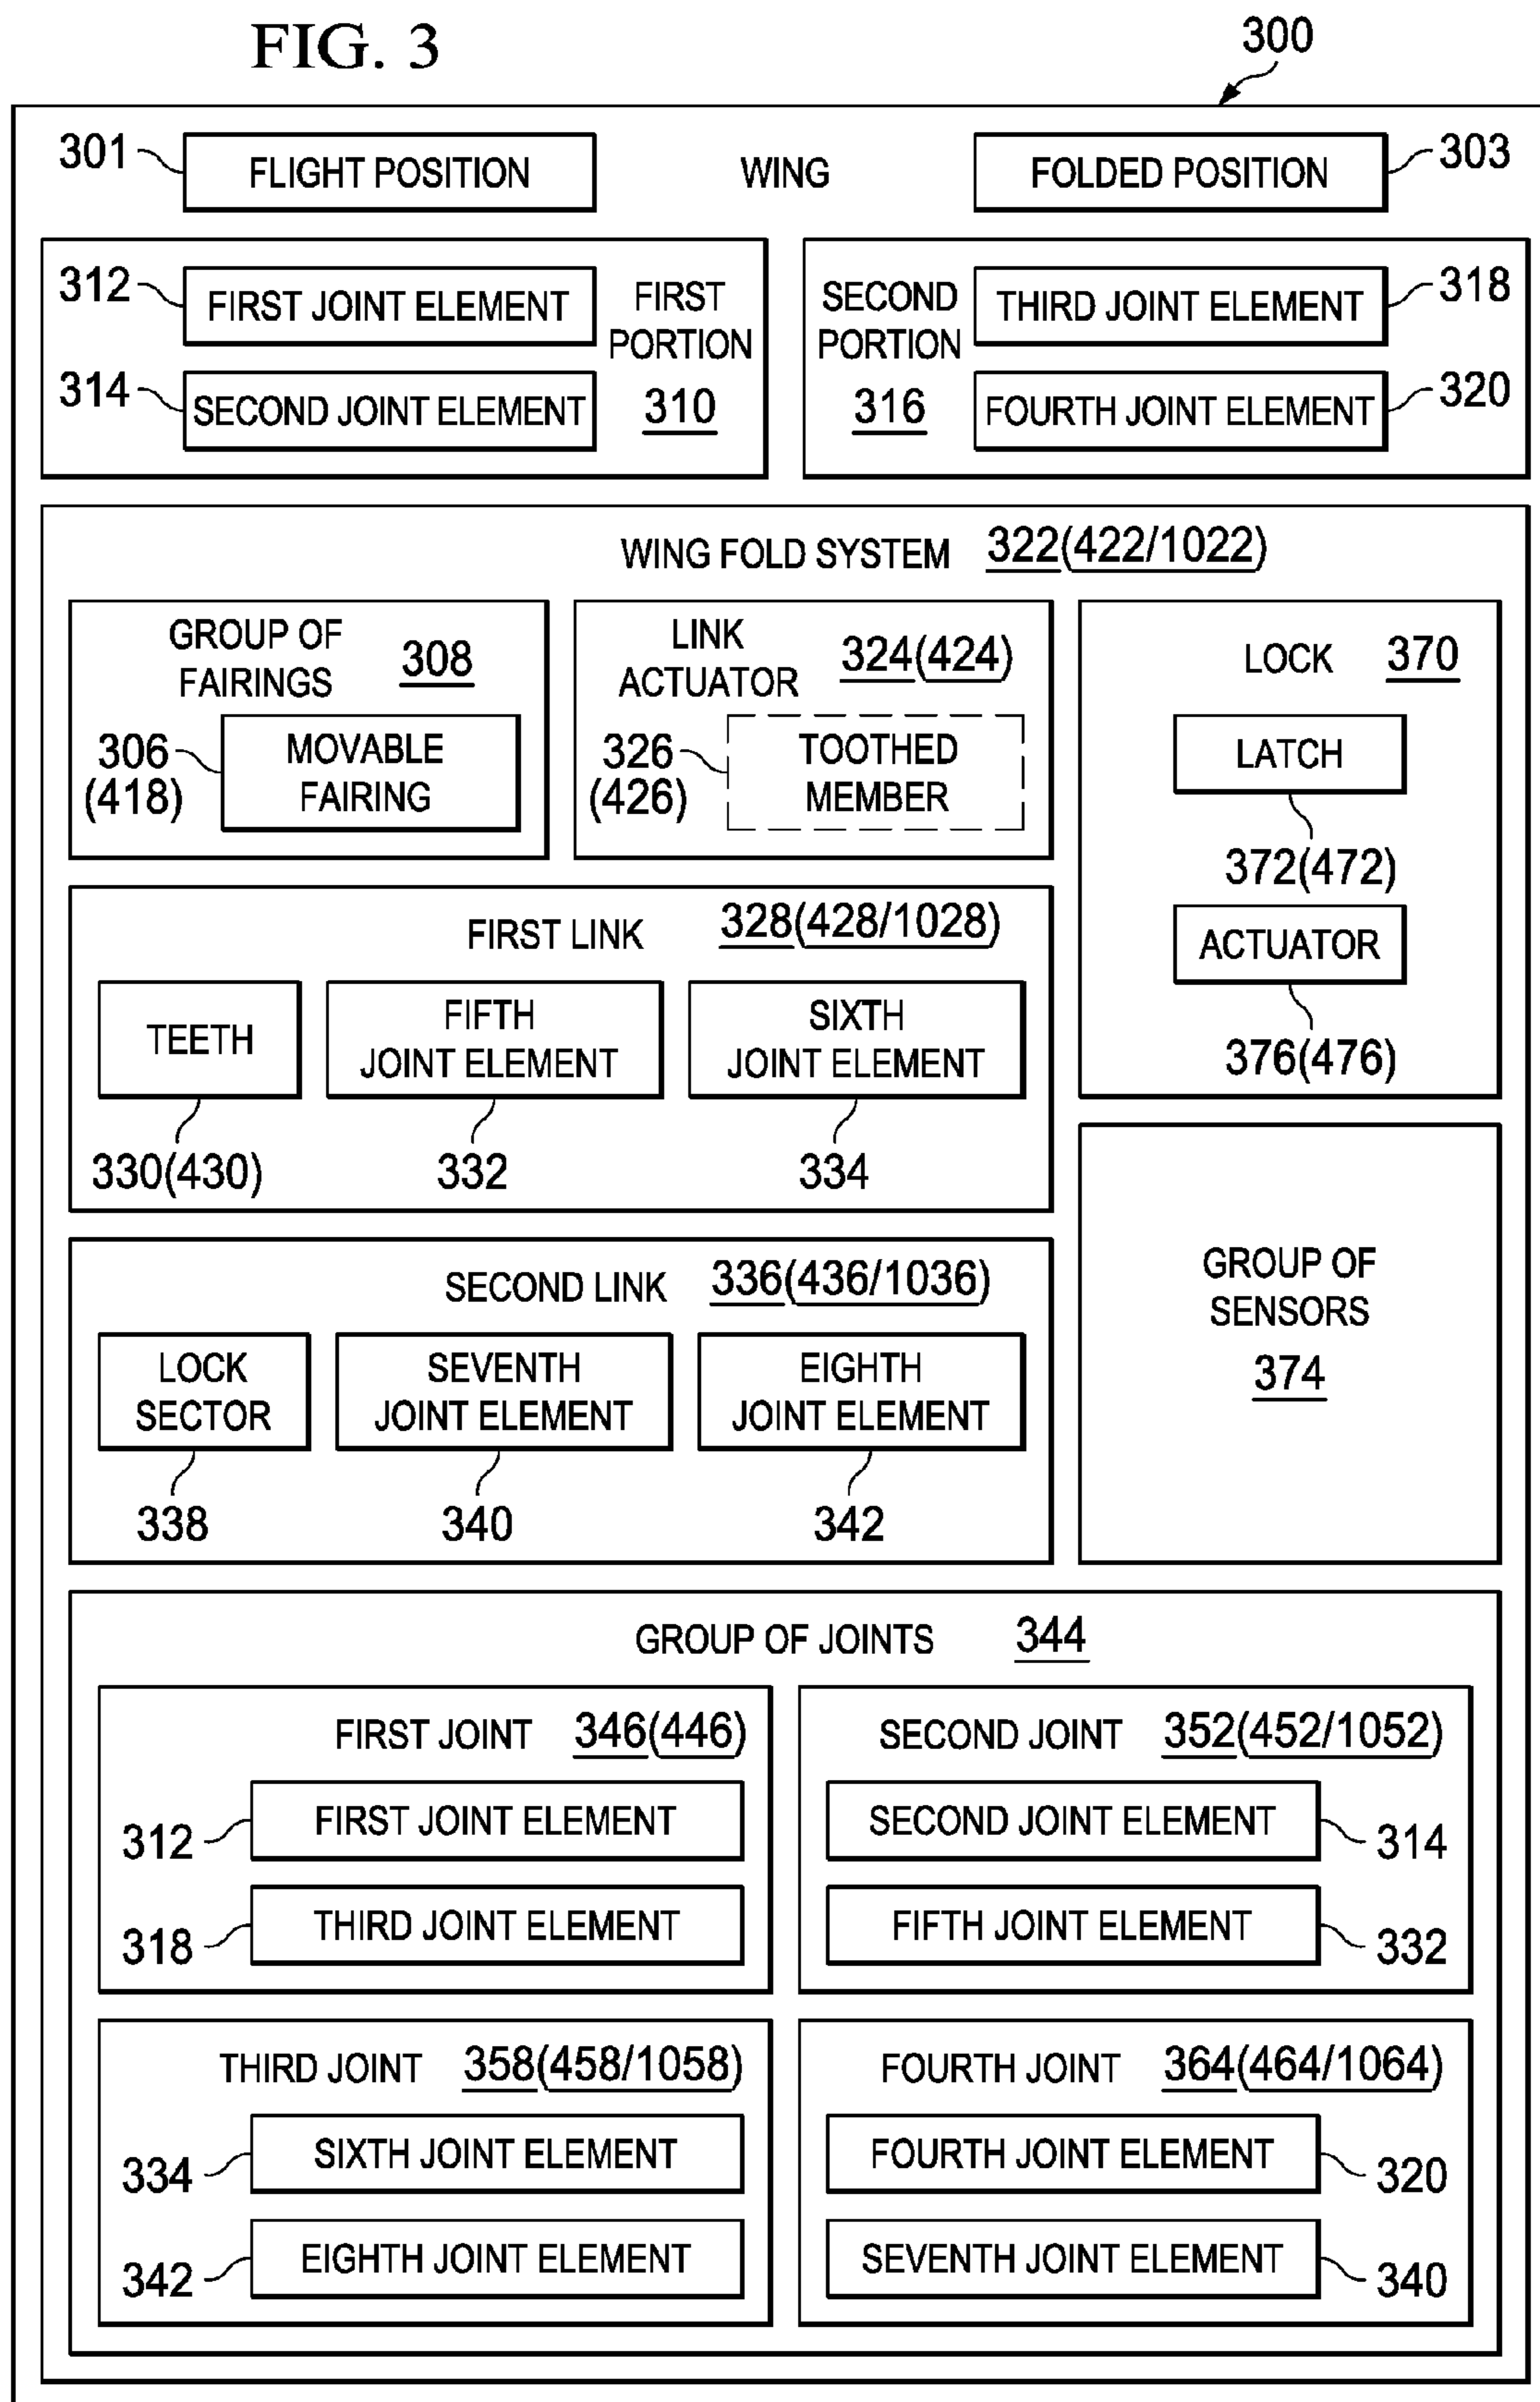 FIG. 3
300
301
FLIGHT POSITION
WING
FOLDED POSITION
303
312
FIRST JOINT ELEMENT
314
SECOND JOINT ELEMENT
FIRST
PORTION
310
SECOND
PORTION
316
THIRD JOINT ELEMENT
318
FOURTH JOINT ELEMENT
320
WING FOLD SYSTEM 322(422/1022)
GROUP OF
FAIRINGS
308
306
(418)
MOVABLE
FAIRING
LINK
ACTUATOR
324(424)
326
(426)
TOOTHED
MEMBER
LOCK 370
LATCH
372(472)
ACTUATOR
376(476)
FIRST LINK 328(428/1028)
TEETH
330(430)
FIFTH
JOINT ELEMENT
332
SIXTH
JOINT ELEMENT
334
SECOND LINK 336(436/1036)
LOCK
SECTOR
338
SEVENTH
JOINT ELEMENT
340
EIGHTH
JOINT ELEMENT
342
GROUP OF
SENSORS
374
GROUP OF JOINTS 344
FIRST JOINT 346(446)
312
FIRST JOINT ELEMENT
318
THIRD JOINT ELEMENT
SECOND JOINT 352(452/1052)
SECOND JOINT ELEMENT
314
FIFTH JOINT ELEMENT
332
THIRD JOINT 358(458/1058)
334
SIXTH JOINT ELEMENT
342
EIGHTH JOINT ELEMENT
FOURTH JOINT 364(464/1064)
FOURTH JOINT ELEMENT
320
SEVENTH JOINT ELEMENT
340